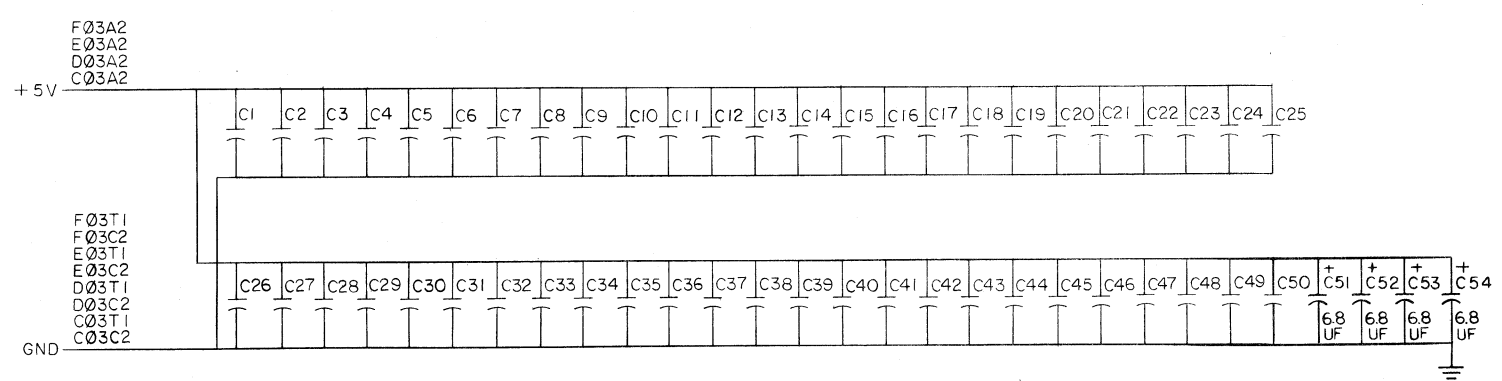 FØ3A2
EØ3A2
DØ3A2
CØ3A2
+5V
C1 C2 C3 C4 C5 C6 C7 C8 C9 C10 C11 C12 C13 C14 C15 C16 C17 C18 C19 C20 C21 C22 C23 C24 C25
FØ3T1
FØ3C2
EØ3T1
EØ3C2
DØ3T1
DØ3C2
CØ3T1
CØ3C2
GND
+ + + +
C26 C27 C28 C29 C30 C31 C32 C33 C34 C35 C36 C37 C38 C39 C40 C41 C42 C43 C44 C45 C46 C47 C48 C49 C50 C51 C52 C53 C54
6.8 6.8 6.8 6.8
UF UF UF UF